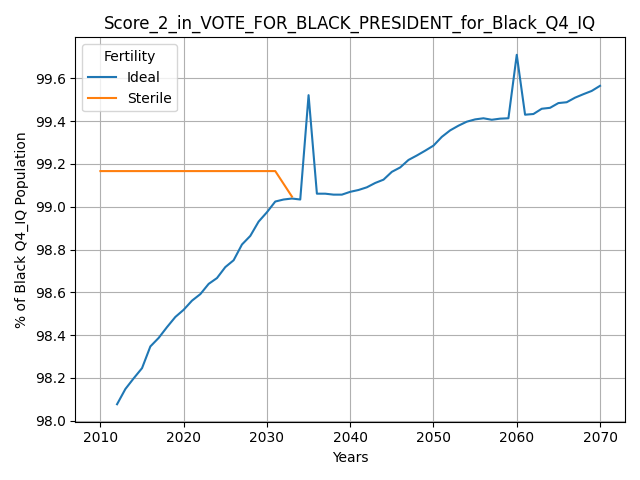 Score_2_in_VOTE_FOR_BLACK_PRESIDENT_for_Black_Q4_IQ
Fertility
Ideal
Sterile
% of Black Q4_IQ Population
99.6
99.4
99.2
99.0
98.8
98.6
98.4
98.2
98.0
2010 2020 2030 2040 2050 2060 2070
Years